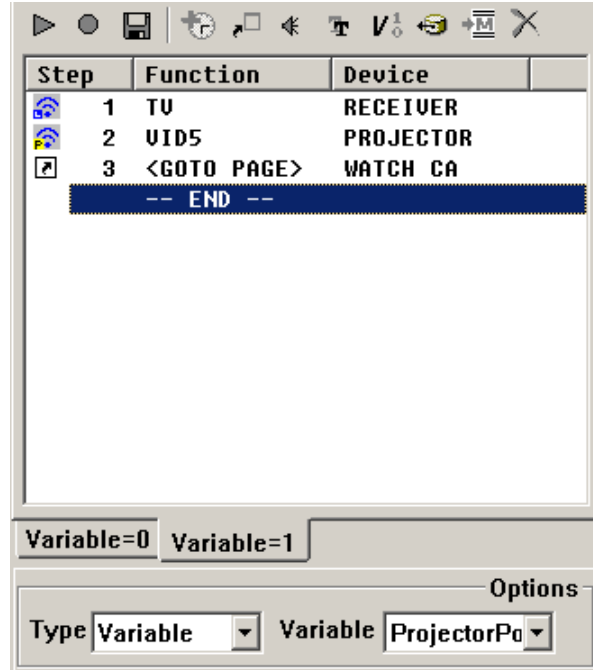 Step Function Device
1 TV RECEIVER
2 VID5 PROJECTOR
3 <GOTO PAGE> WATCH CA
-- END --
Variable=0 Variable=1
Options
Type Variable Variable ProjectorPo